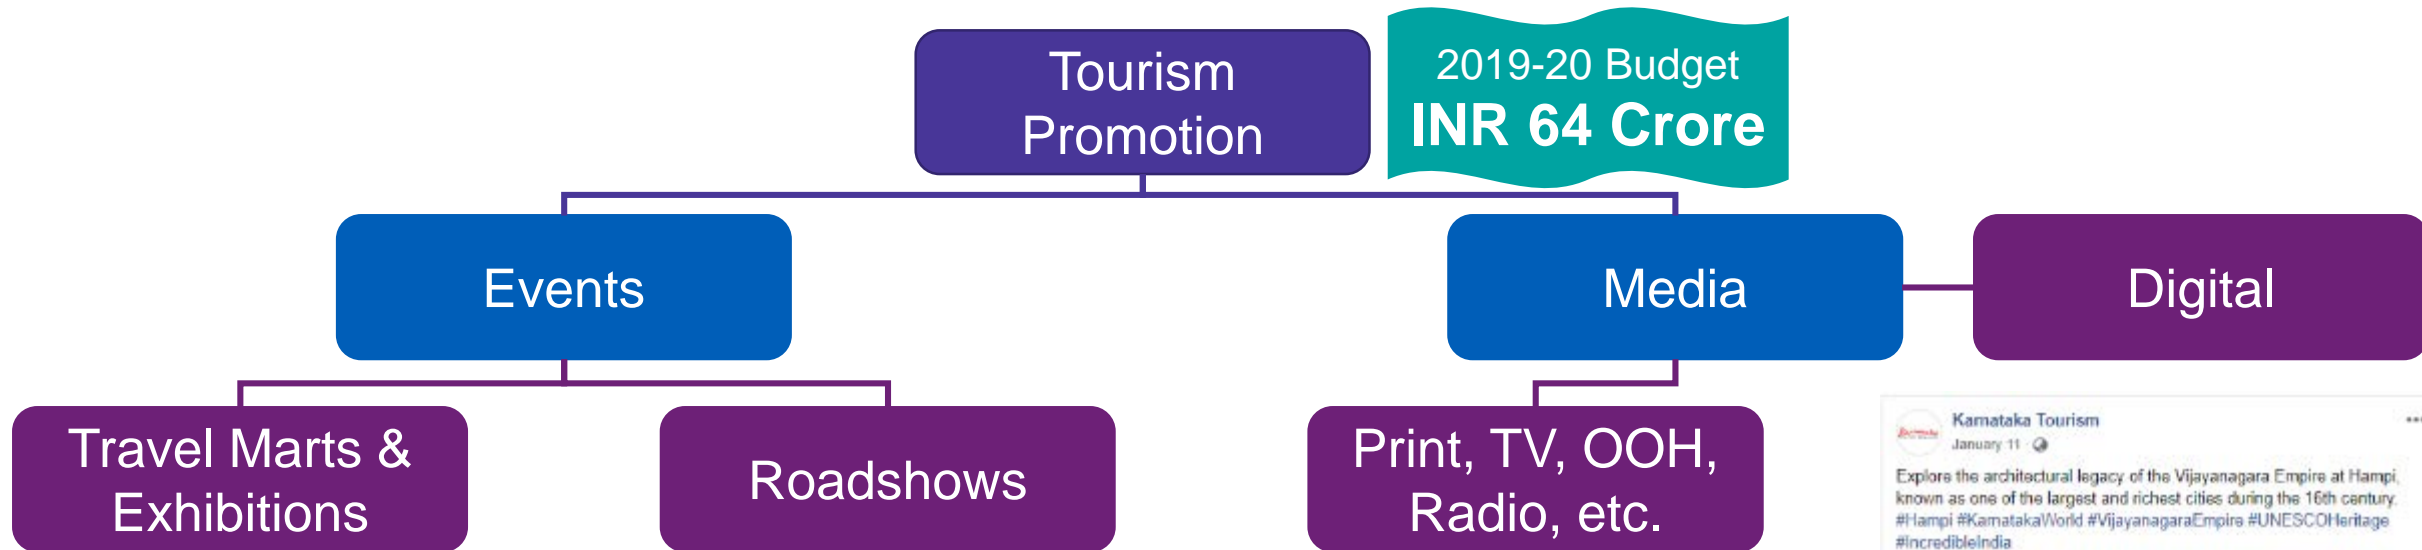 Tourism
Promotion
2019-20 Budget
INR 64 Crore
Events
Media
Digital
Travel Marts &
Exhibitions
Roadshows
Print, TV, OOH,
Radio, etc.
Karnataka Tourism
January 11
Explore the architectural legacy of the Vijayanagara Empire at Hampi,
known as one of the largest and richest cities during the 16th century.
#Hampi #KarnatakaWorld #VijayanagaraEmpire #UNESCOHeritage
#IncredibleIndia